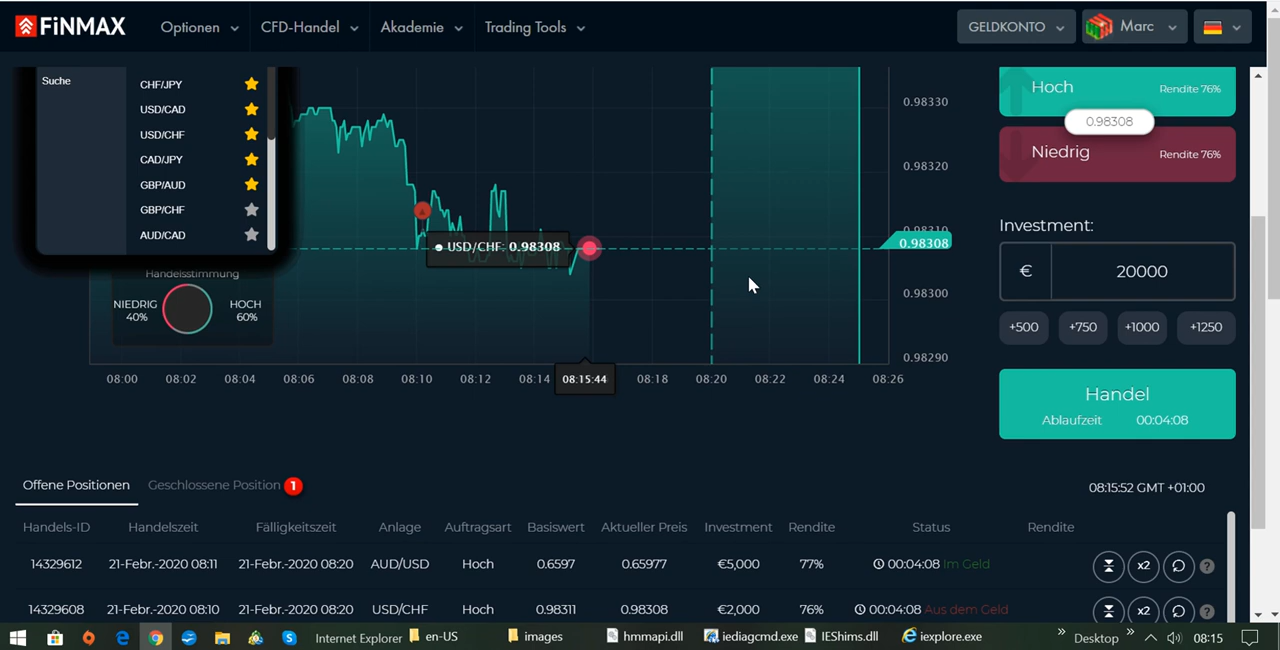 FiNMAX Optionen CFD-Handel Akademie Trading Tools GELDKONTO Marc
Suche
CHF/JPY
USD/CAD
USD/CHF
CAD/JPY
GBP/AUD
GBP/CHF
AUD/CAD
Handelsstimmung
NIEDRIG HOCH
40% 60%
USD/CHF: 0.98308
0.98330
0.98320
0.98310
0.98308
0.98300
0.98290
08:00 08:02 08:04 08:06 08:08 08:10 08:12 08:14 08:15:44 08:18 08:20 08:22 08:24 08:26
Hoch Rendite 76%
0.98308
Niedrig Rendite 76%
Investment:
€ 20000
+500 +750 +1000 +1250
Handel
Ablaufzeit 00:04:08
Offene Positionen Geschlossene Position 1 08:15:52 GMT +01:00
Handels-ID Handelszeit Fälligkeitszeit Anlage Auftragsart Basiswert Aktueller Preis Investment Rendite Status Rendite
14329612 21-Febr.-2020 08:11 21-Febr.-2020 08:20 AUD/USD Hoch 0.6597 0.65977 €5,000 77% 00:04:08 Im Geld x2 ?
14329608 21-Febr.-2020 08:10 21-Febr.-2020 08:20 USD/CHF Hoch 0.98311 0.98308 €2,000 76% 00:04:08 Aus dem Geld x2 ?
Internet Explorer en-US images hmmapi.dll iediagcmd.exe IEShims.dll iexplore.exe Desktop 08:15